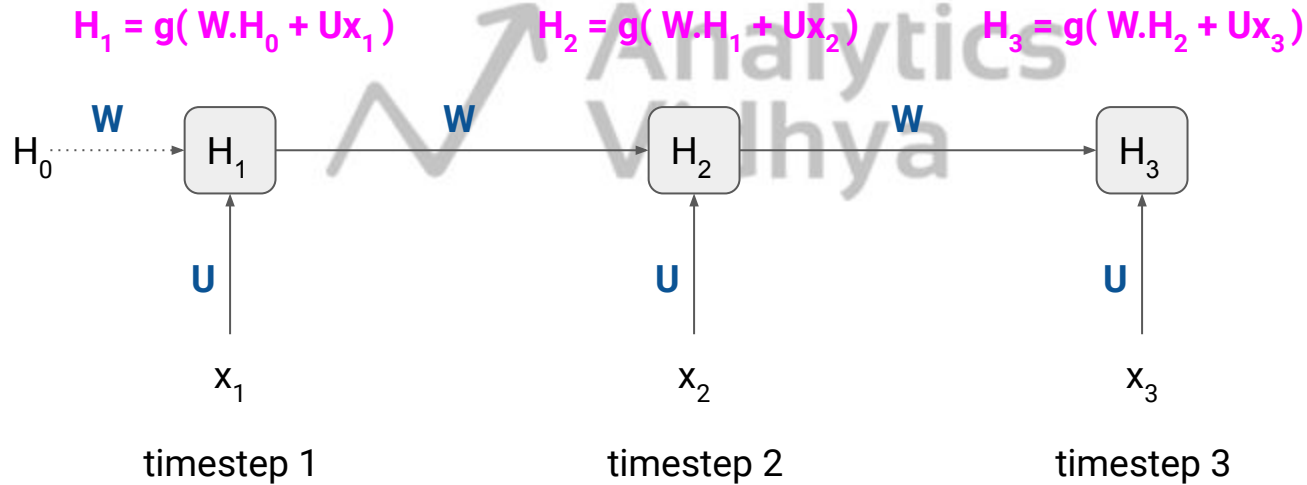 H₁ = g( W.H₀ + Ux₁ )
H₂ = g( W.H₁ + Ux₂ )
H₃ = g( W.H₂ + Ux₃ )
Analytics
Vidhya
W
W
W
H₀
H₁
H₂
H₃
U
U
U
x₁
x₂
x₃
timestep 1
timestep 2
timestep 3